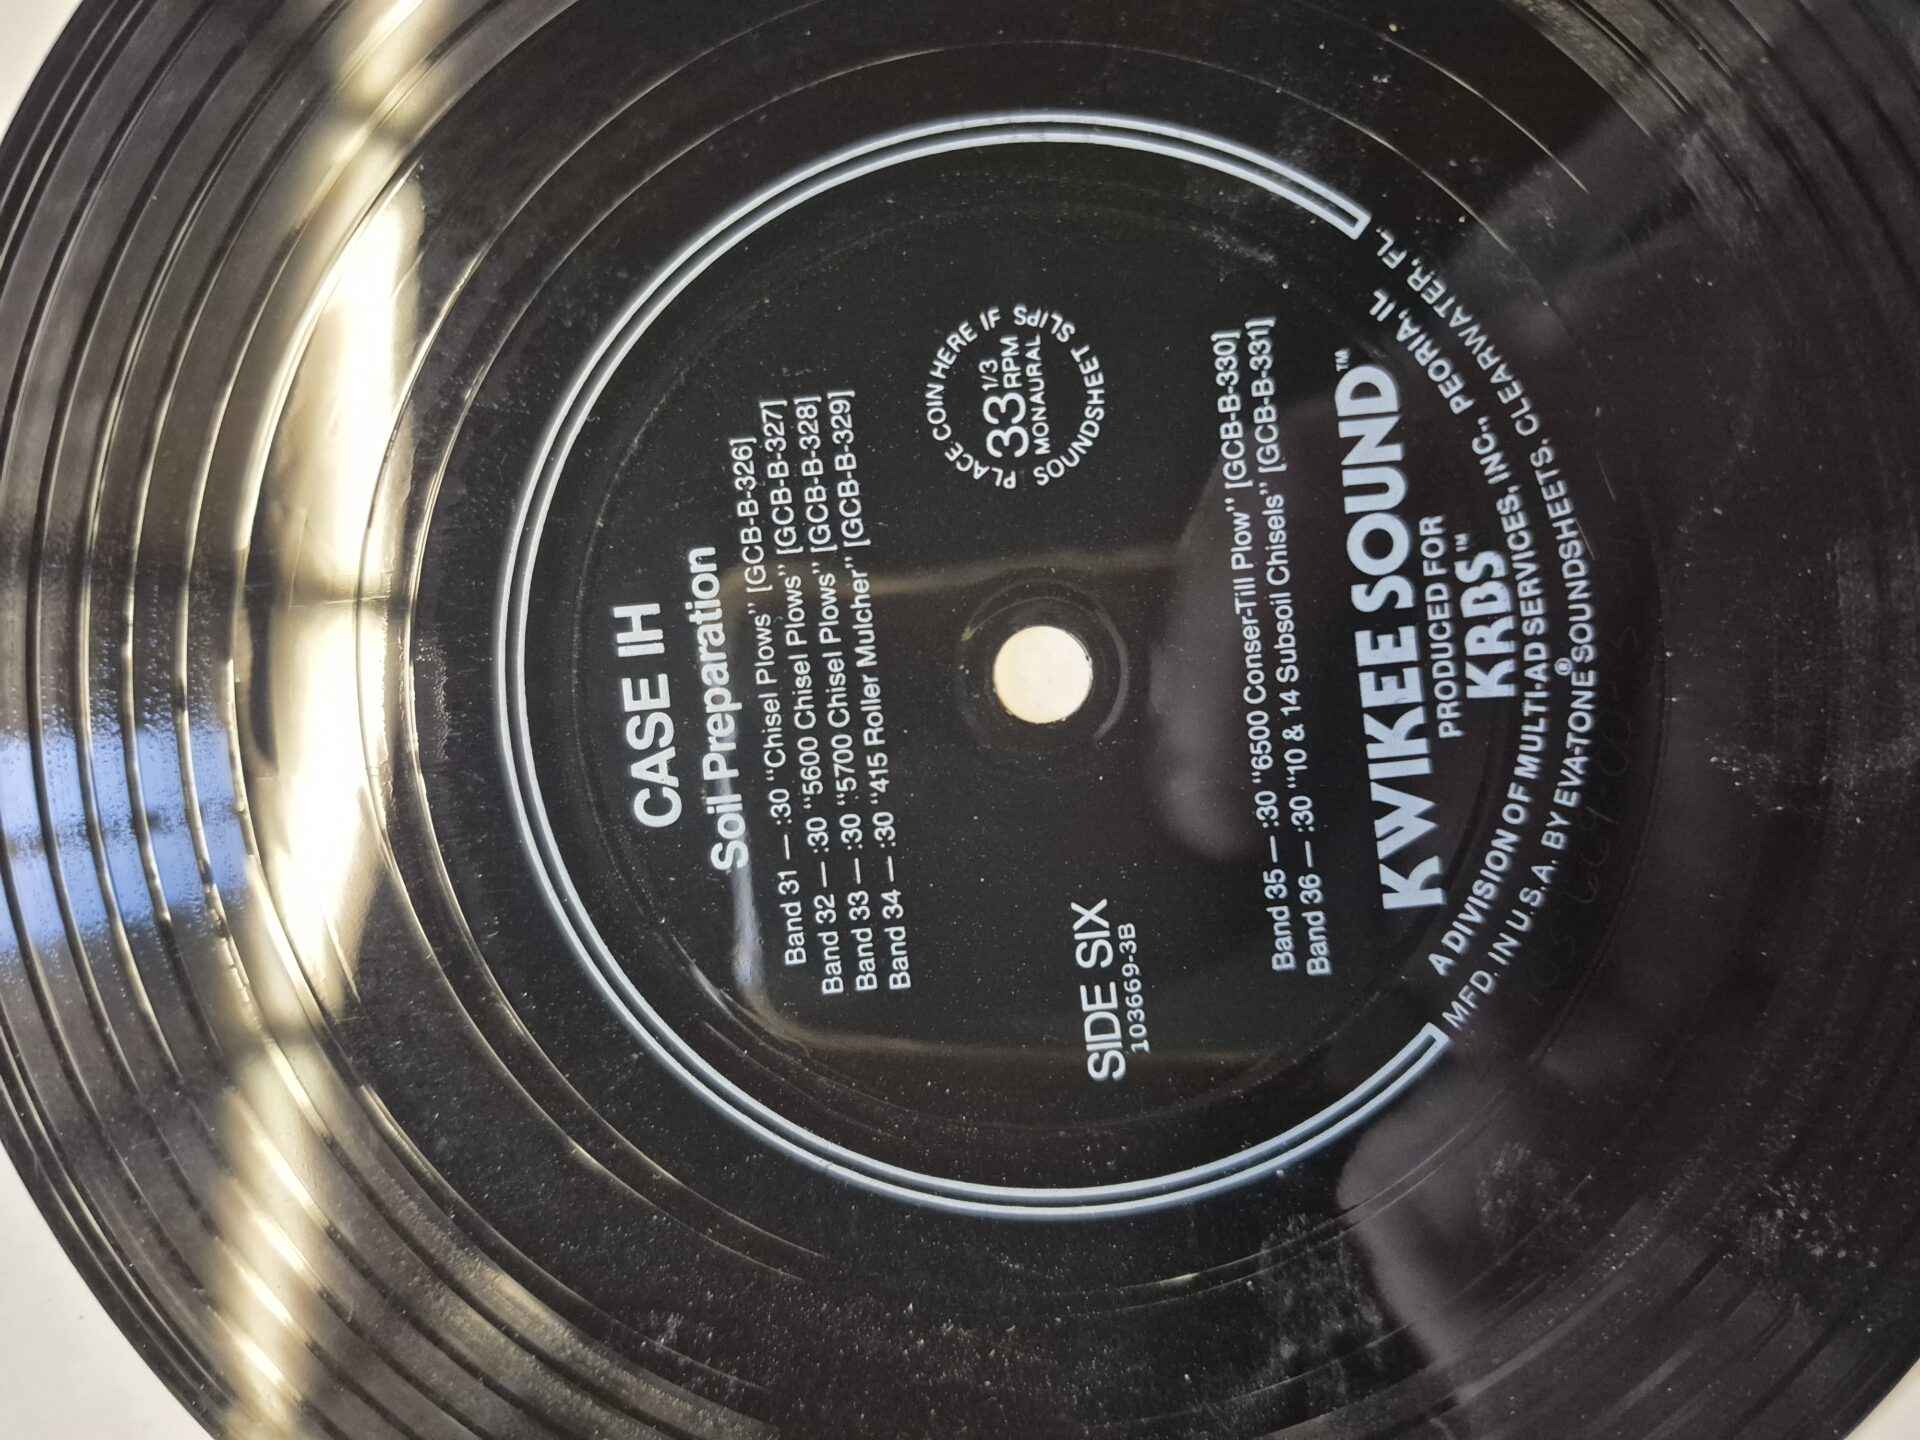 CASE IH
Soil Preparation
Band 31 — :30 "Chisel Plows" [GCB-B-326]
Band 32 — :30 "5600 Chisel Plows" [GCB-B-327]
Band 33 — :30 "5700 Chisel Plows" [GCB-B-328]
Band 34 — :30 "415 Roller Mulcher" [GCB-B-329]
SIDE SIX
103669-3B
PLACE COIN HERE IF
33 1/3
RPM
MONAURAL
SOUNDSHEET SLIPS
Band 35 — :30 "6500 Conser-Till Plow" [GCB-B-330]
Band 36 — :30 "10 & 14 Subsoil Chisels" [GCB-B-331]
KWIKEE SOUND™
PRODUCED FOR
KRBS™
A DIVISION OF MULTI-AD SERVICES, INC., PEORIA, IL
MFD. IN U.S.A. BY EVA-TONE® SOUNDSHEETS, CLEARWATER, FL.